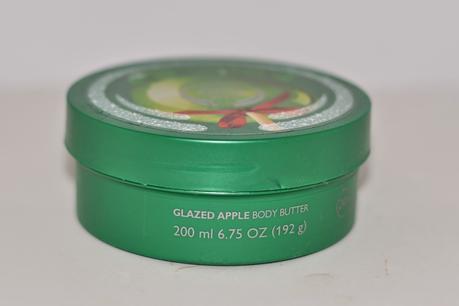 GLAZED APPLE BODY BUTTER
200 ml 6.75 OZ (192 g)